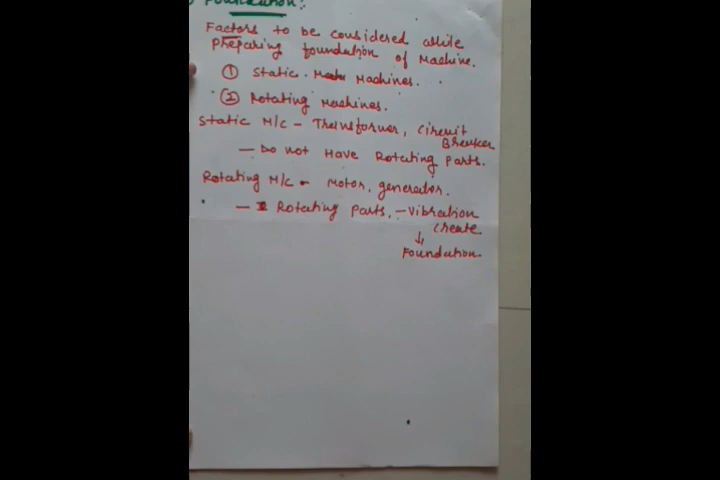 Foundation:
Factors to be considered while
preparing foundation of Machine.
① Static Machines.
② Rotating Machines.
Static M/C - Transformer, Circuit
Breaker
- Do not Have Rotating Parts.
Rotating M/C - Motor, generator.
- Rotating Parts, - Vibration
Create
↓
Foundation.